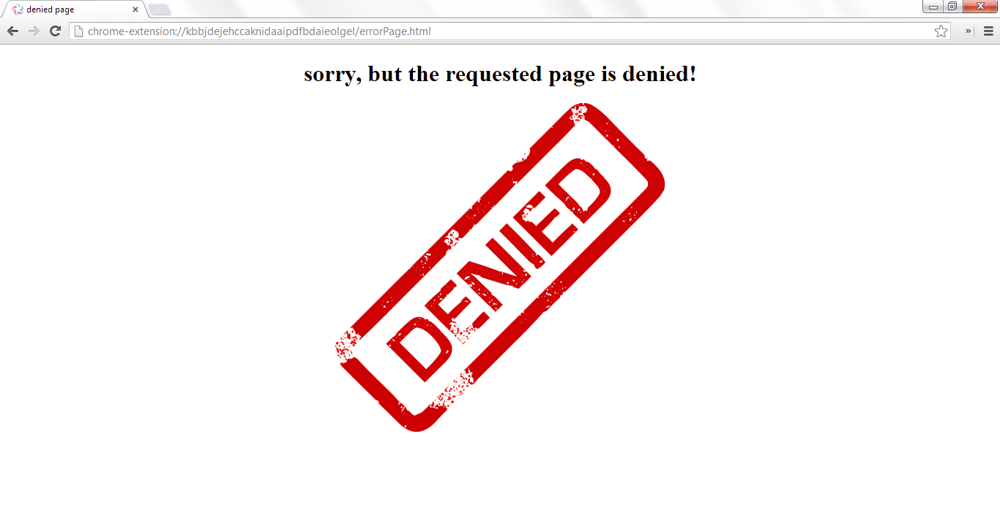 denied page
chrome-extension://kbbjdejehccaknidaaipdfbdaieolgel/errorPage.html
sorry, but the requested page is denied!
DENIED